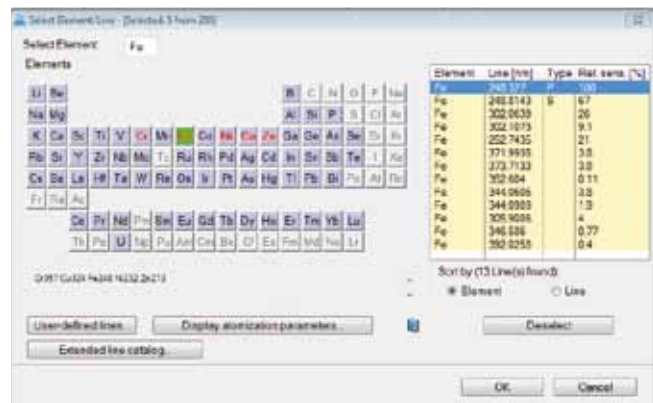 Select Element/Line - [Selected: 5 from 205]
Select Element: Fe
Elements
Li Be B C N O F Ne
Na Mg Al Si P S Cl Ar
K Ca Sc Ti V Cr Mn Co Ni Cu Zn Ga Ge As Se Br Kr
Rb Sr Y Zr Nb Mo Tc Ru Rh Pd Ag Cd In Sn Sb Te I Xe
Cs Ba La Hf Ta W Re Os Ir Pt Au Hg Tl Pb Bi Po At Rn
Fr Ra Ac
Ce Pr Nd Pm Sm Eu Gd Tb Dy Ho Er Tm Yb Lu
Th Pa U Np Pu Am Cm Bk Cf Es Fm Md No Lr
Element Line [nm] Type Rel. sens. [%]
Fe P 100
Fe 248.8143 S 67
Fe 302.0639 26
Fe 302.1073 9.1
Fe 252.7435 21
Fe 371.9935 3.8
Fe 373.7133 3.8
Fe 352.604 0.11
Fe 344.0606 3.8
Fe 344.0989 1.9
Fe 4
Fe 346.586 0.77
Fe 392.0258 0.4
Sort by (13 Line(s) found):
Element Line
User-defined lines... Display atomization parameters... Deselect
Extended line catalog...
OK Cancel